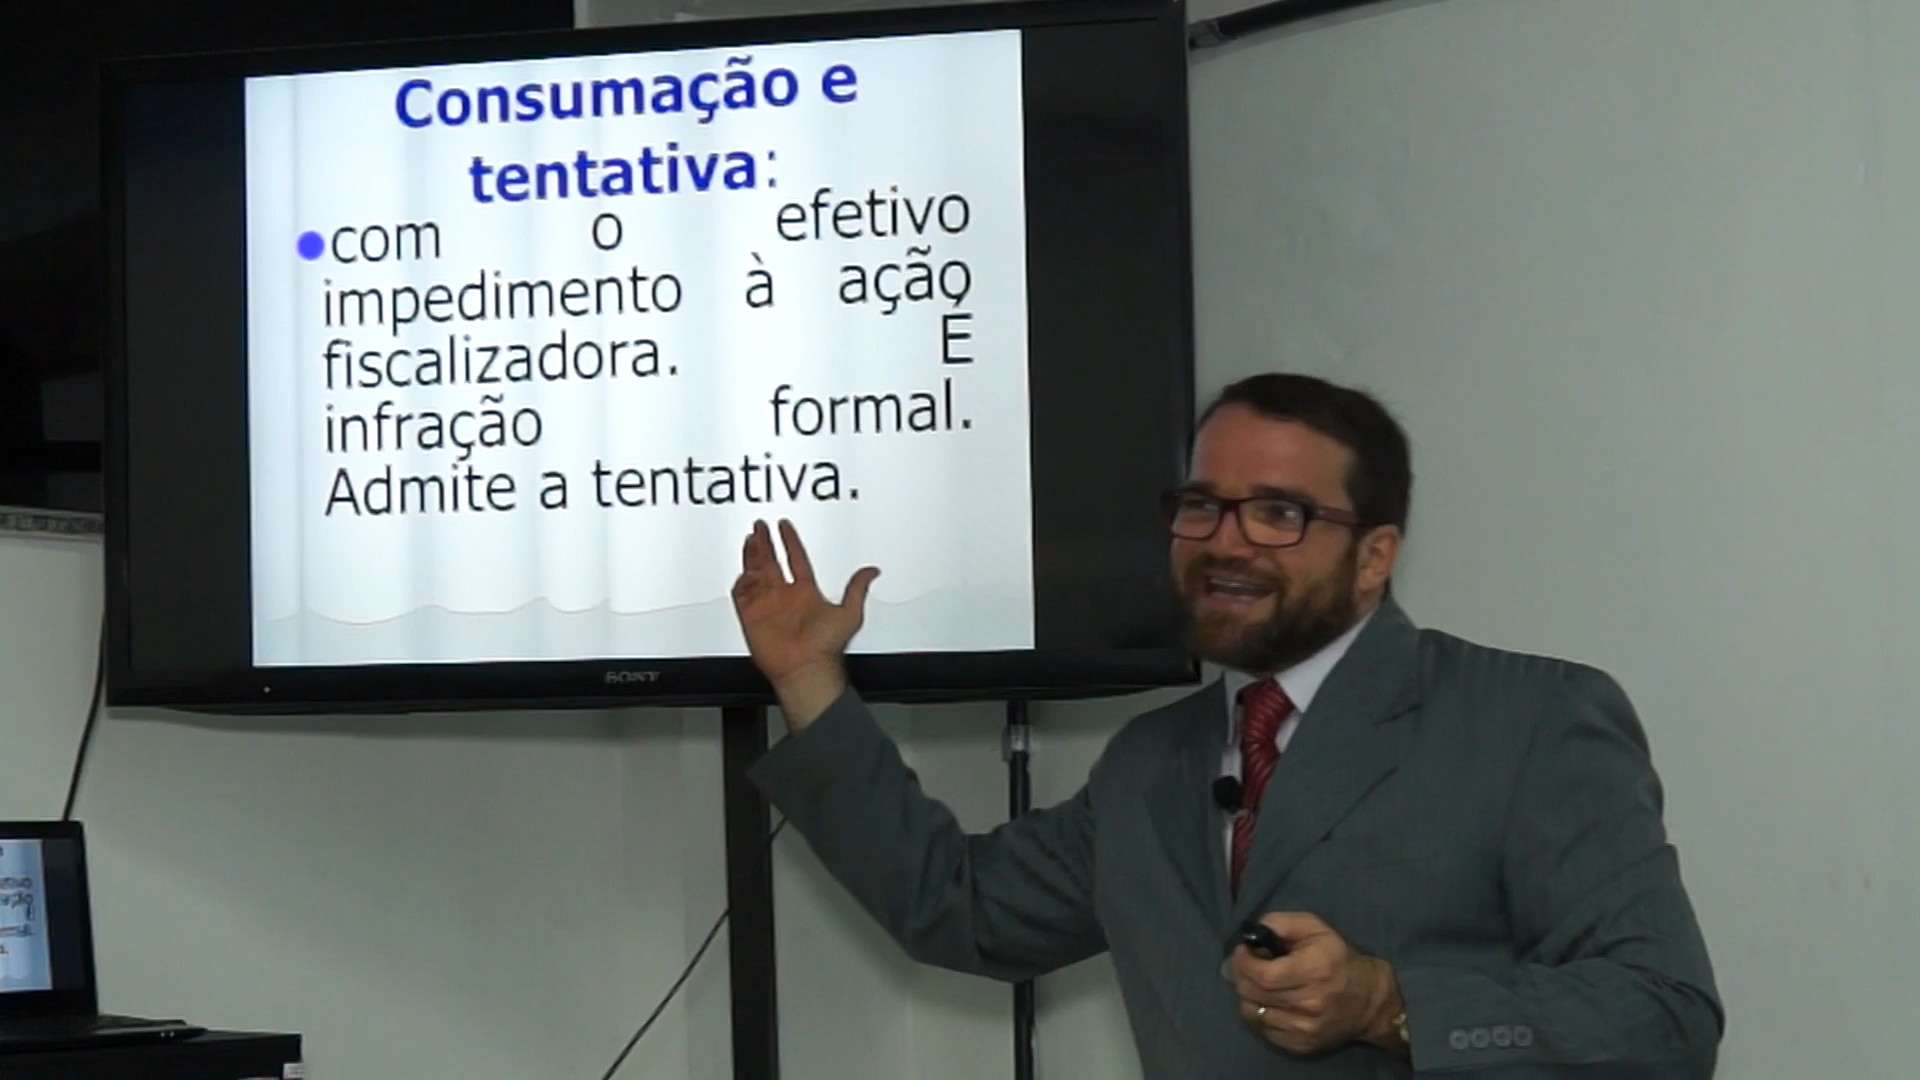 Consumação e
tentativa:
com o efetivo
impedimento à ação
fiscalizadora. É
infração formal.
Admite a tentativa.
SONY